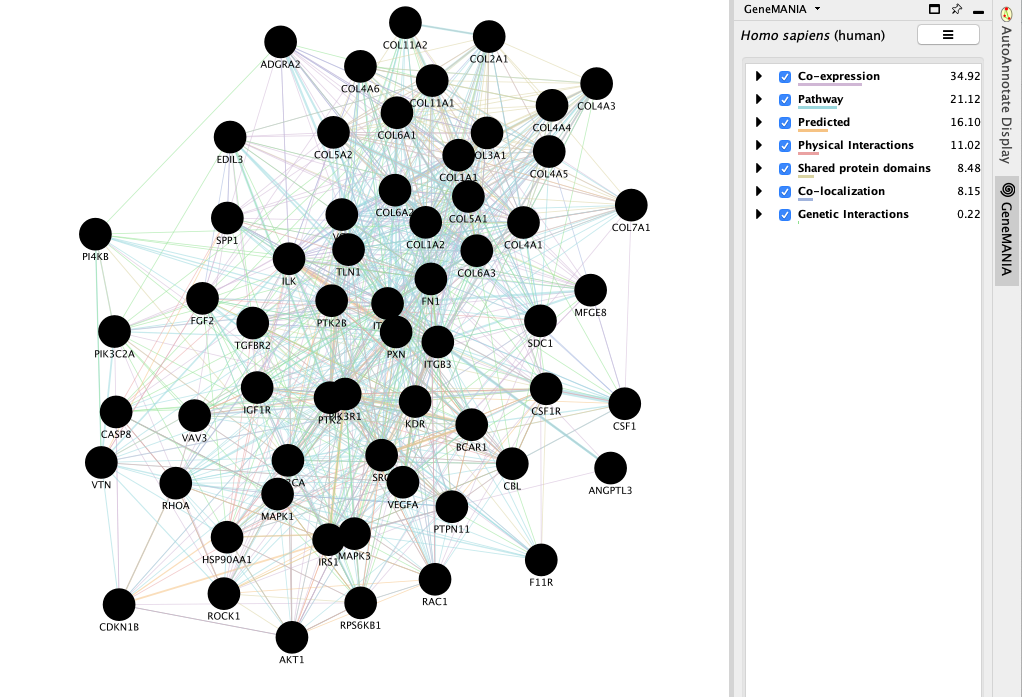 GeneMANIA
Homo sapiens (human)
Co-expression 34.92
Pathway 21.12
Predicted 16.10
Physical Interactions 11.02
Shared protein domains 8.48
Co-localization 8.15
Genetic Interactions 0.22
AutoAnnotate Display
GeneMANIA
COL11A2
COL2A1
ADGRA2
COL4A6
COL11A1
COL4A3
COL4A4
COL6A1
COL5A2
OL3A1
EDIL3
COL4A5
COL1A1
COL6A2
COL5A1
COL7A1
SPP1
COL1A2
COL4A1
PI4KB
TLN1
COL6A3
ILK
FN1
MFGE8
FGF2
PTK2B
TGFBR2
SDC1
PIK3C2A
PXN
ITGB3
IGF1R
PIK3R1
KDR
CSF1R
CSF1
CASP8
VAV3
BCAR1
VTN
CBL
ANGPTL3
RHOA
MAPK1
VEGFA
PTPN11
HSP90AA1
IRS1
MAPK3
F11R
CDKN1B
ROCK1
RPS6KB1
RAC1
AKT1